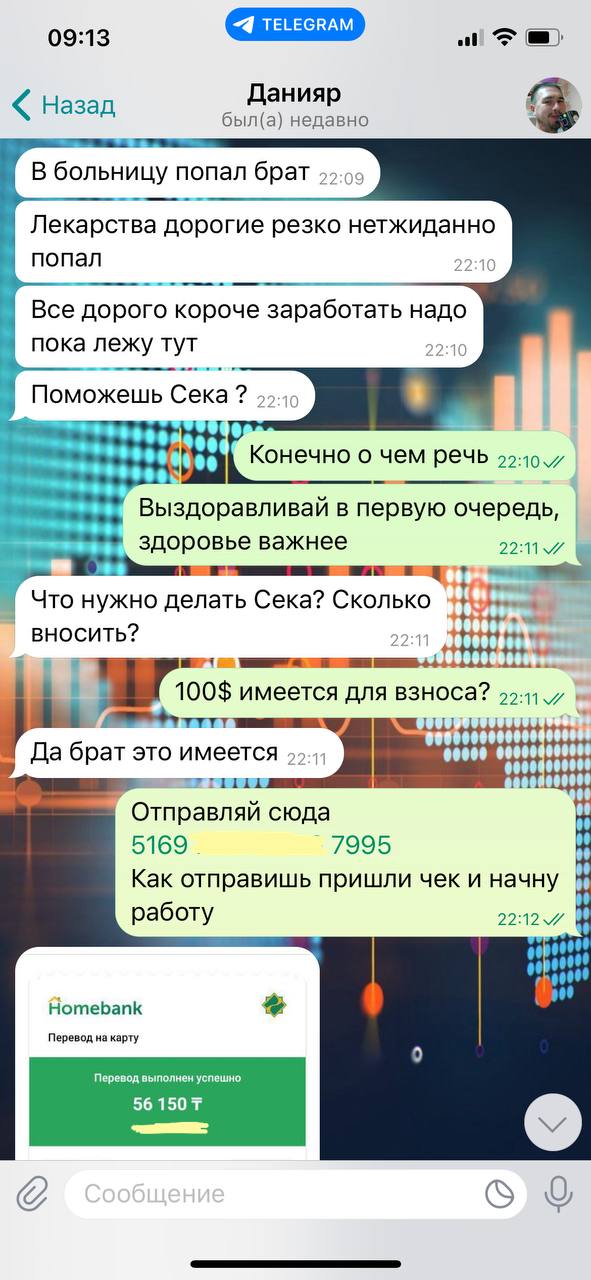 09:13
TELEGRAM
Назад
Данияр
был(а) недавно
В больницу попал брат 22:09
Лекарства дорогие резко нетжиданно
попал 22:10
Все дорого короче заработать надо
пока лежу тут 22:10
Поможешь Сека ? 22:10
Конечно о чем речь 22:10
Выздоравливай в первую очередь,
здоровье важнее 22:11
Что нужно делать Сека? Сколько
вносить? 22:11
100$ имеется для взноса? 22:11
Да брат это имеется 22:11
Отправляй сюда
5169 7995
Как отправишь пришли чек и начну
работу 22:12
Homebank
Перевод на карту
Перевод выполнен успешно
56 150 ₸
Сообщение